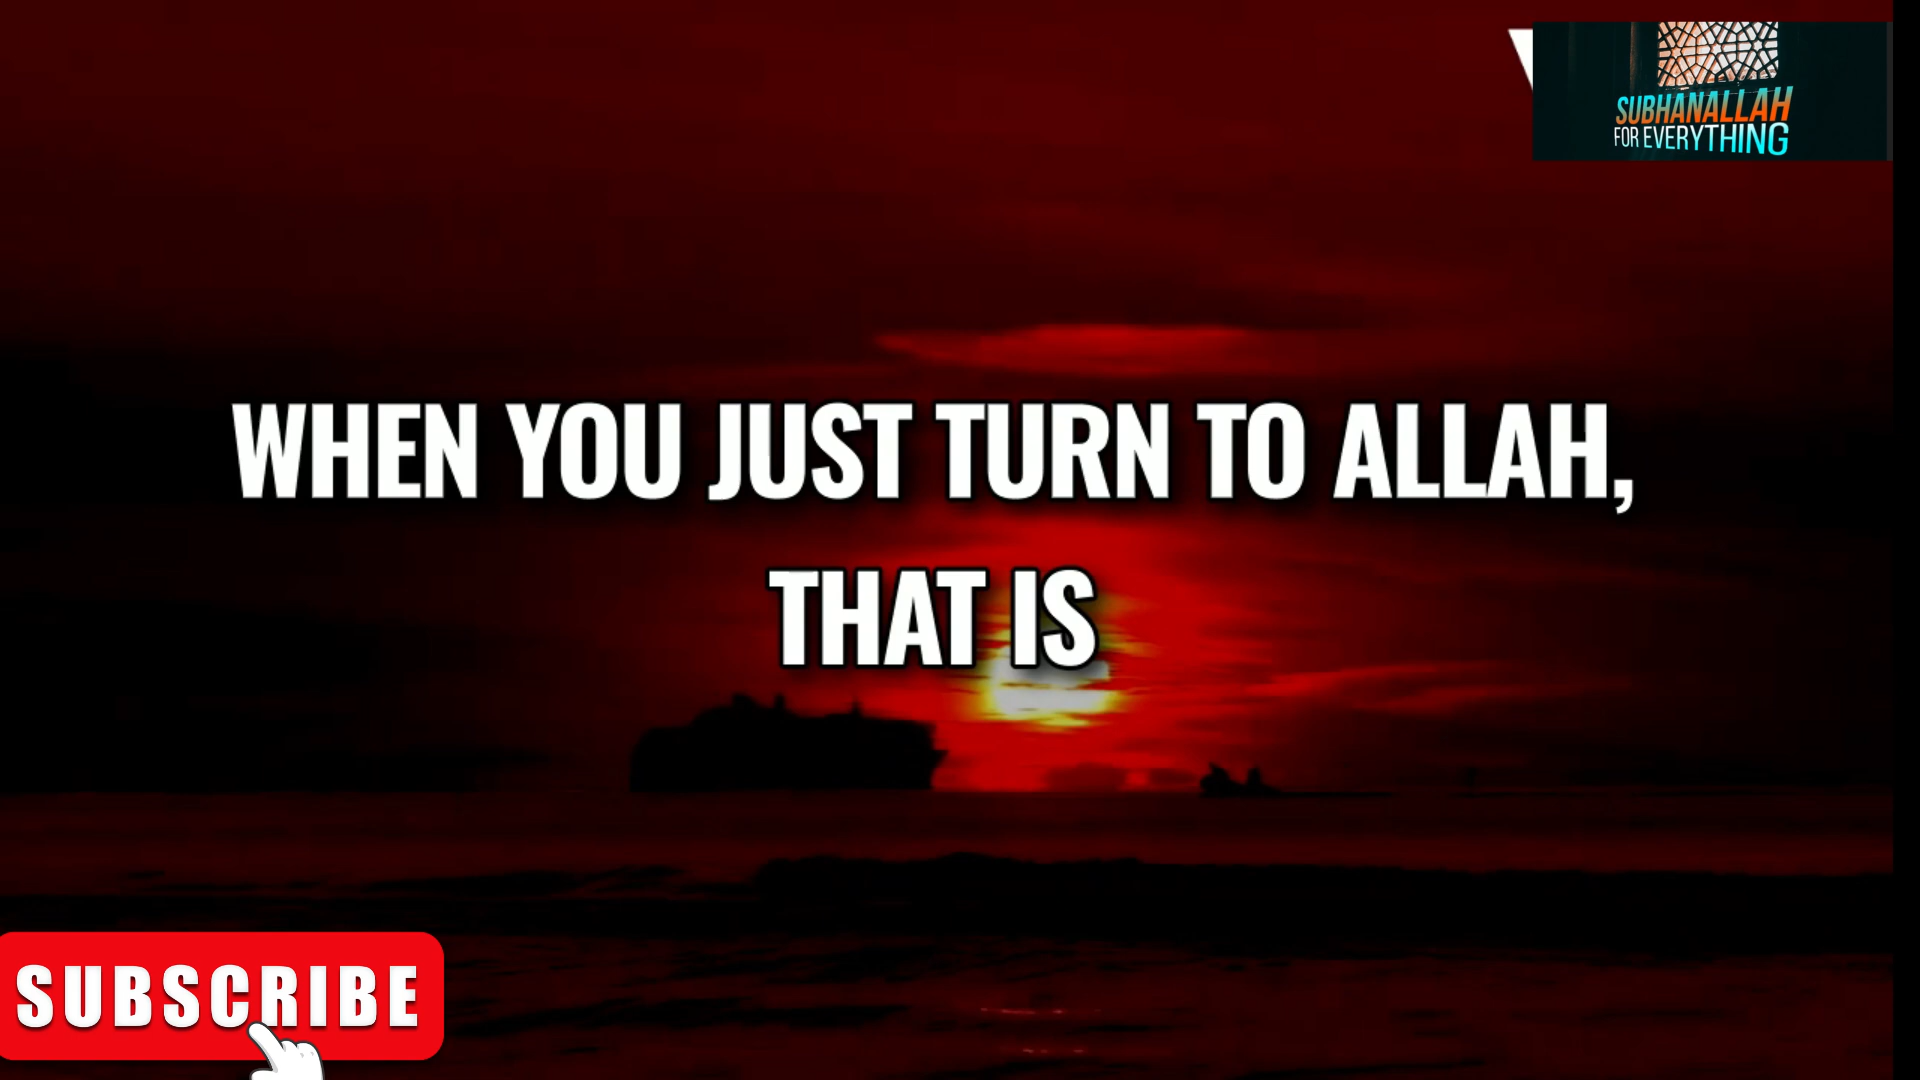 SUBHANALLAH
FOR EVERYTHING
WHEN YOU JUST TURN TO ALLAH,
THAT IS
SUBSCRIBE